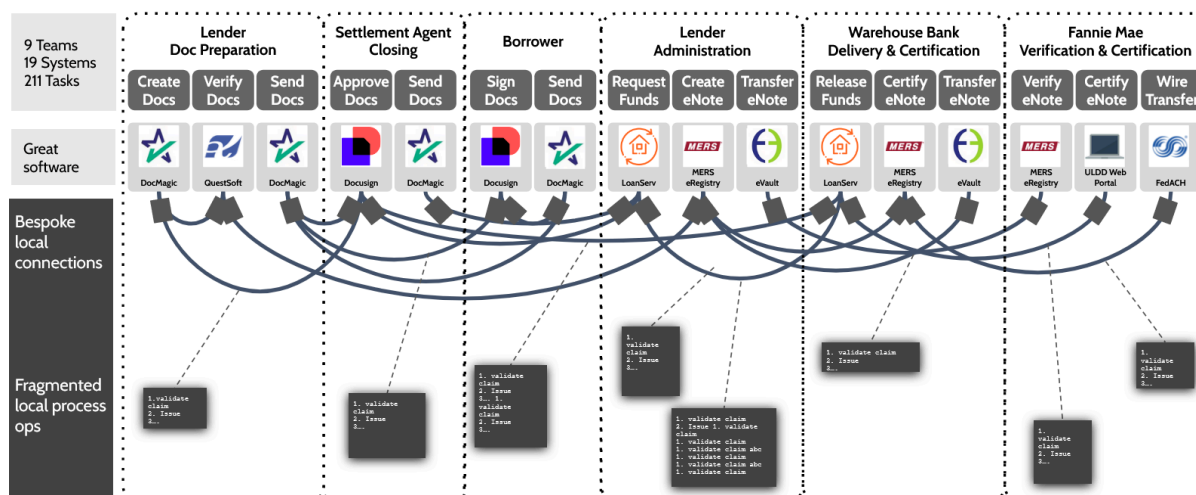 9 Teams
19 Systems
211 Tasks
Lender
Doc Preparation
Settlement Agent
Closing
Borrower
Lender
Administration
Warehouse Bank
Delivery & Certification
Fannie Mae
Verification & Certification
Create
Docs
Verify
Docs
Send
Docs
Approve
Docs
Send
Docs
Sign
Docs
Send
Docs
Request
Funds
Create
eNote
Transfer
eNote
Release
Funds
Certify
eNote
Transfer
eNote
Verify
eNote
Certify
eNote
Wire
Transfer
Great
software
DocMagic
QuestSoft
DocMagic
Docusign
DocMagic
Docusign
DocMagic
LoanServ
MERS
MERS
eRegistry
eVault
LoanServ
MERS
MERS
eRegistry
eVault
MERS
MERS
eRegistry
ULDD Web
Portal
FedACH
Bespoke
local
connections
Fragmented
local process
ops
1.validate
claim
2. Issue
3….
1. validate
claim
2. Issue
3….
1. validate
claim
2. Issue
3…. 1.
validate
claim
2. Issue
3….
1.
validate
claim
2. Issue
3….
1. validate claim
2. Issue 1. validate
claim
1. validate claim
1. validate claim abc
1. validate claim
1. validate claim abc
1. validate claim
1. validate claim
2. Issue
3….
1.
validate
claim
2. Issue
3….
1.
validate
claim
2. Issue
3….